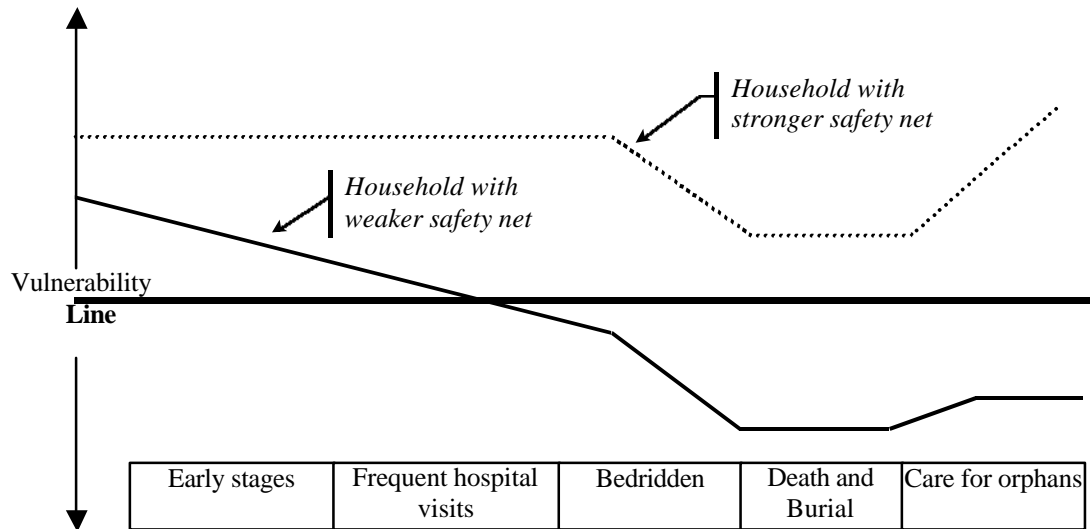 Household with
stronger safety net
Household with
weaker safety net
Vulnerability
Line
Early stages
Frequent hospital
visits
Bedridden
Death and
Burial
Care for orphans